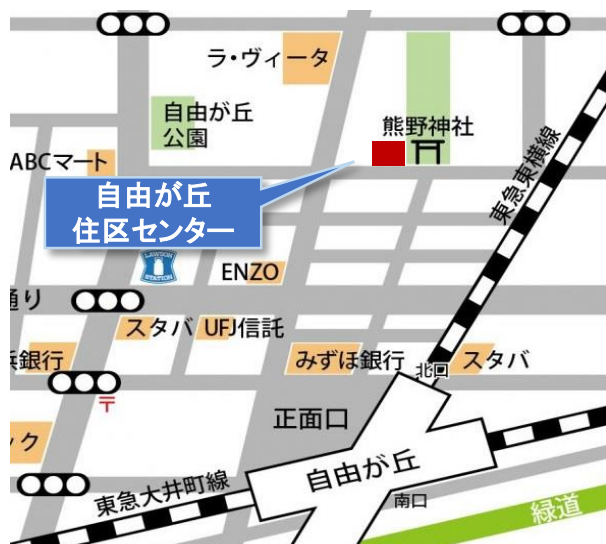 ラ・ヴィータ
自由が丘
公園
熊野神社
ABCマート
東急東横線
自由が丘
住区センター
LAWSON
STATION
ENZO
通り
スタバ
UFJ信託
浜銀行
みずほ銀行
北口
スタバ
〒
正面口
ック
自由が丘
東急大井町線
南口
緑道